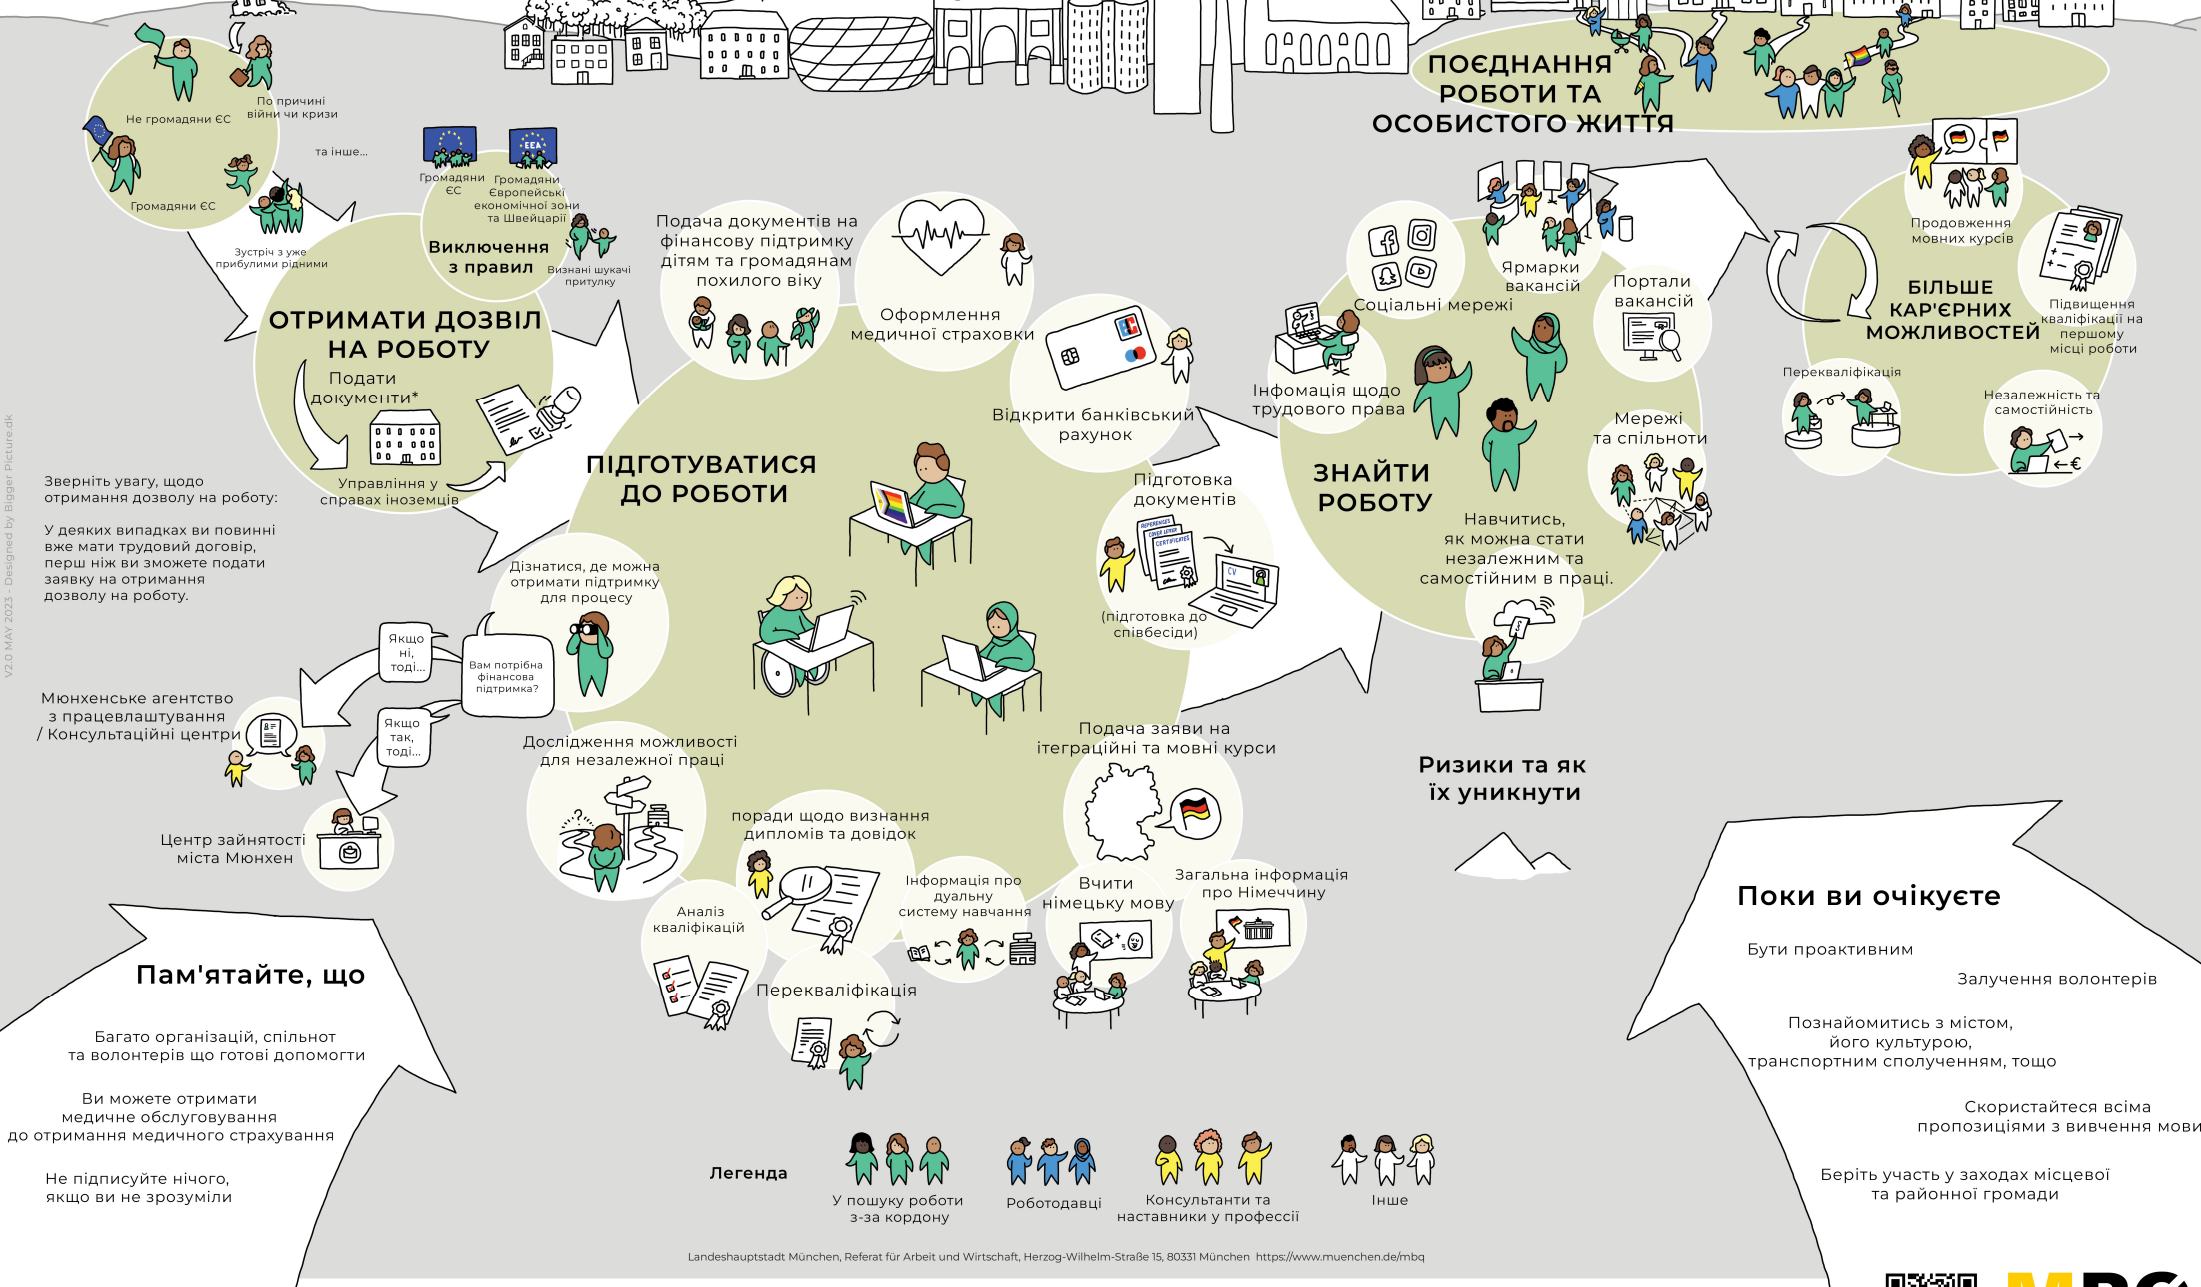 Не громадяни ЄС
По причині
війни чи кризи
та інше...
Громадяни ЄС
Зустріч з уже
прибулими рідними
Громадяни
ЄС
EEA
Громадяни
Європейські
економічної зони
та Швейцарії
Виключення
з правил
Визнані шукачі
притулку
ОТРИМАТИ ДОЗВІЛ
НА РОБОТУ
Подати
документи*
Управління у
справах іноземців
Зверніть увагу, щодо
отримання дозволу на роботу:
У деяких випадках ви повинні
вже мати трудовий договір,
перш ніж ви зможете подати
заявку на отримання
дозволу на роботу.
V2.0 MAY 2023 - Designed by Bigger Picture.dk
ПІДГОТУВАТИСЯ
ДО РОБОТИ
Подача документів на
фінансову підтримку
дітям та громадянам
похилого віку
Оформлення
медичної страховки
EC
Відкрити банківський
рахунок
Підготовка
документів
REFERENCES
COVER LETTER
CERTIFICATES
CV
(підготовка до
співбесіди)
Дізнатися, де можна
отримати підтримку
для процесу
Вам потрібна
фінансова
підтримка?
Якщо
ні,
тоді...
Якщо
так,
тоді...
Мюнхенське агентство
з працевлаштування
/ Консультаційні центри
Центр зайнятості
міста Мюнхен
Дослідження можливості
для незалежної праці
поради щодо визнання
дипломів та довідок
Аналіз
кваліфікацій
Перекваліфікація
Інформація про
дуальну
систему навчання
Подача заяви на
ітеграційні та мовні курси
Вчити
німецьку мову
Загальна інформація
про Німеччину
ЗНАЙТИ
РОБОТУ
Соціальні мережі
Ярмарки
вакансій
Портали
вакансій
Інфомація щодо
трудового права
Мережі
та спільноти
Навчитись,
як можна стати
незалежним та
самостійним в праці.
ПОЄДНАННЯ
РОБОТИ ТА
ОСОБИСТОГО ЖИТТЯ
БІЛЬШЕ
КАР'ЄРНИХ
МОЖЛИВОСТЕЙ
Продовження
мовних курсів
Підвищення
кваліфікації на
першому
місці роботи
Перекваліфікація
Незалежність та
самостійність
€
Ризики та як
їх уникнути
Пам'ятайте, що
Багато організацій, спільнот
та волонтерів що готові допомогти
Ви можете отримати
медичне обслуговування
до отримання медичного страхування
Не підписуйте нічого,
якщо ви не зрозуміли
Поки ви очікуєте
Бути проактивним
Залучення волонтерів
Познайомитись з містом,
його культурою,
транспортним сполученням, тощо
Скористайтеся всіма
пропозиціями з вивчення мови
Беріть участь у заходах місцевої
та районної громади
Легенда
У пошуку роботи
з-за кордону
Роботодавці
Консультанти та
наставники у професії
Інше
Landeshauptstadt München, Referat für Arbeit und Wirtschaft, Herzog-Wilhelm-Straße 15, 80331 München https://www.muenchen.de/mbq